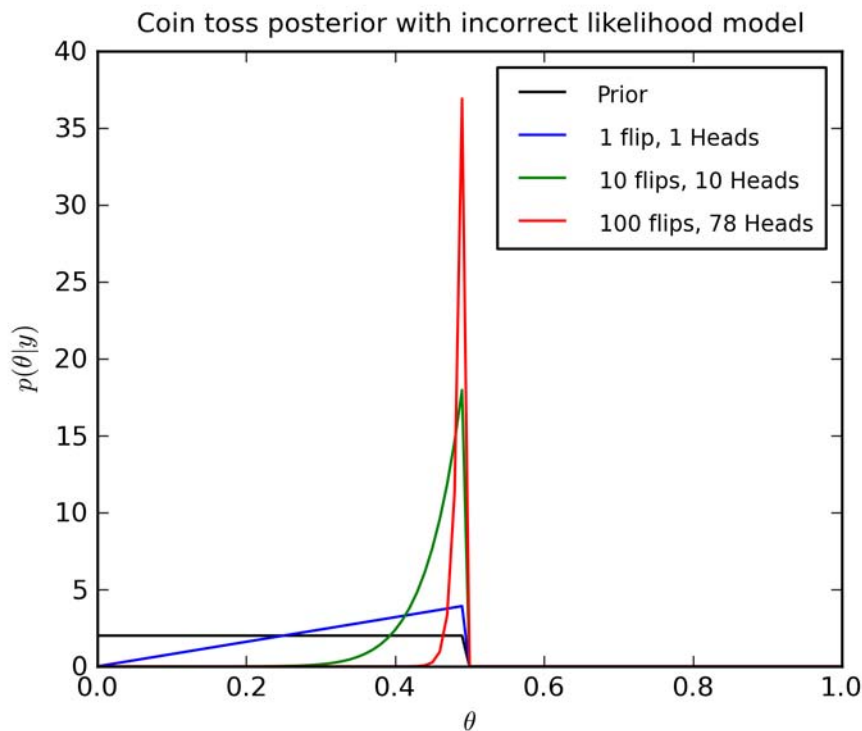 Coin toss posterior with incorrect likelihood model
40
35
30
25
20
15
10
5
0
p(θ|y)
Prior
1 flip, 1 Heads
10 flips, 10 Heads
100 flips, 78 Heads
0.0 0.2 0.4 0.6 0.8 1.0
θ